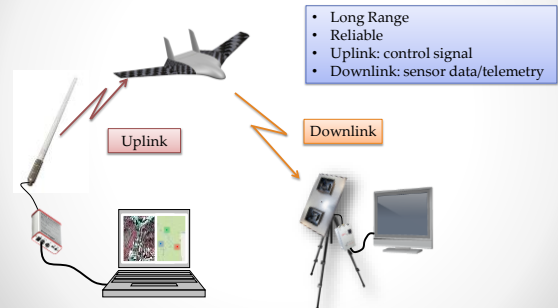 • Long Range
• Reliable
• Uplink: control signal
• Downlink: sensor data/telemetry
Uplink
Downlink